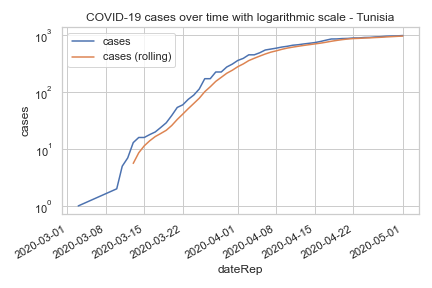 COVID-19 cases over time with logarithmic scale - Tunisia
cases
cases (rolling)
10³
10²
10¹
10⁰
cases
2020-03-01
2020-03-08
2020-03-15
2020-03-22
2020-04-01
2020-04-08
2020-04-15
2020-04-22
2020-05-01
dateRep